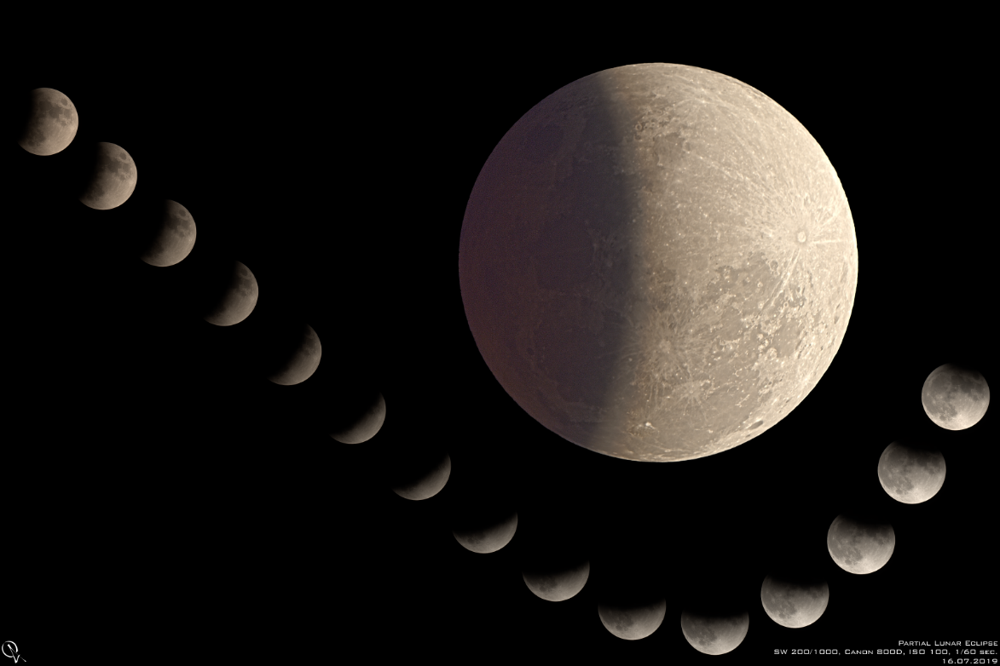 Partial Lunar Eclipse
SW 200/1000, Canon 800D, ISO 100, 1/60 sec.
16.07.2019